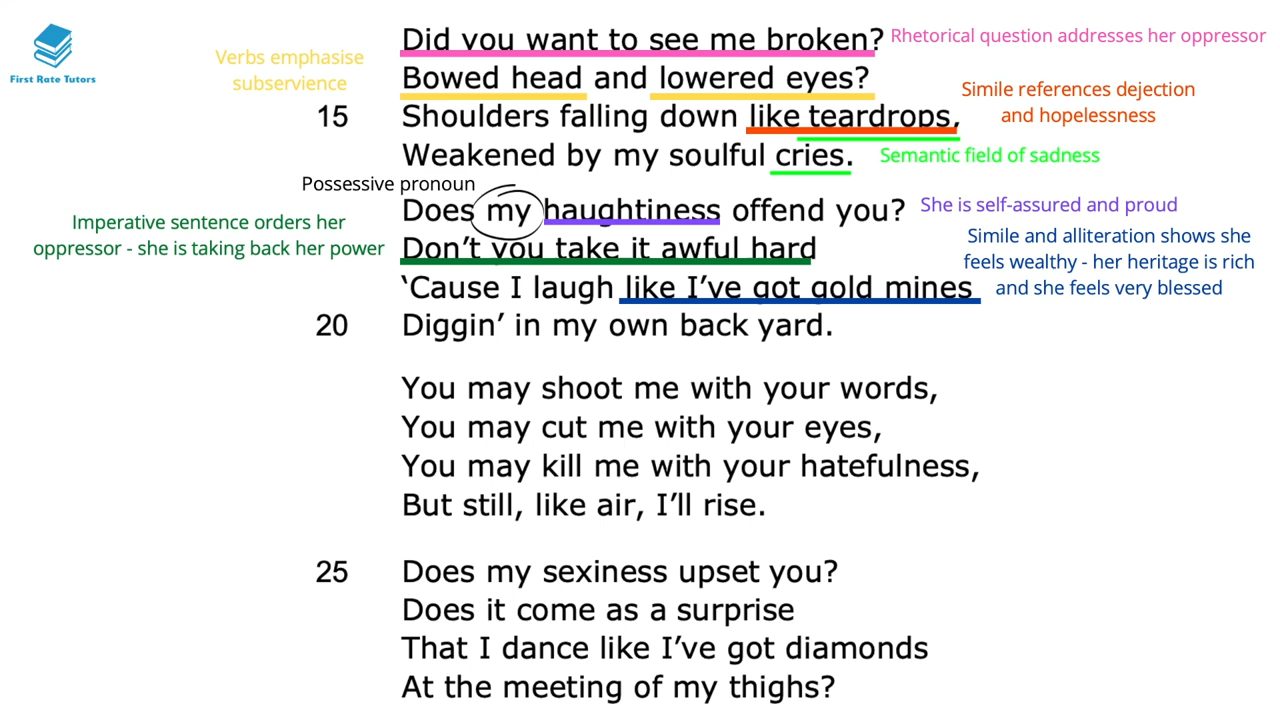 First Rate Tutors
Verbs emphasise
subservience
Did you want to see me broken?
Rhetorical question addresses her oppressor
Bowed head and lowered eyes?
Simile references dejection
and hopelessness
15 Shoulders falling down like teardrops,
Weakened by my soulful cries.
Semantic field of sadness
Possessive pronoun
Does my haughtiness offend you?
She is self-assured and proud
Imperative sentence orders her
oppressor - she is taking back her power
Don't you take it awful hard
Simile and alliteration shows she
feels wealthy - her heritage is rich
and she feels very blessed
‘Cause I laugh like I’ve got gold mines
20 Diggin’ in my own back yard.
You may shoot me with your words,
You may cut me with your eyes,
You may kill me with your hatefulness,
But still, like air, I’ll rise.
25 Does my sexiness upset you?
Does it come as a surprise
That I dance like I’ve got diamonds
At the meeting of my thighs?